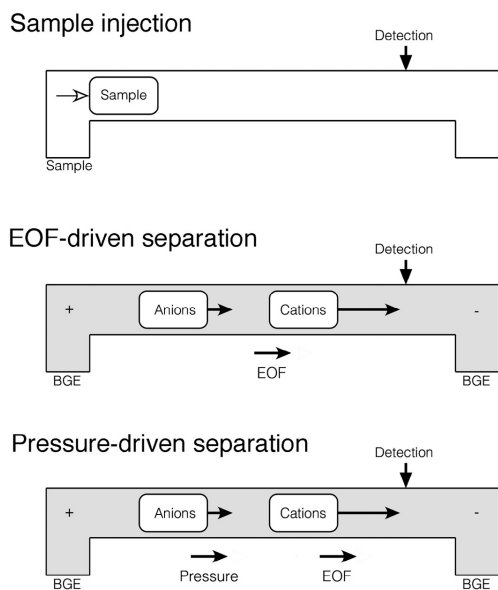 Sample injection
Detection
Sample
Sample
EOF-driven separation
Detection
+ Anions Cations -
EOF
BGE BGE
Pressure-driven separation
Detection
+ Anions Cations -
Pressure EOF
BGE BGE